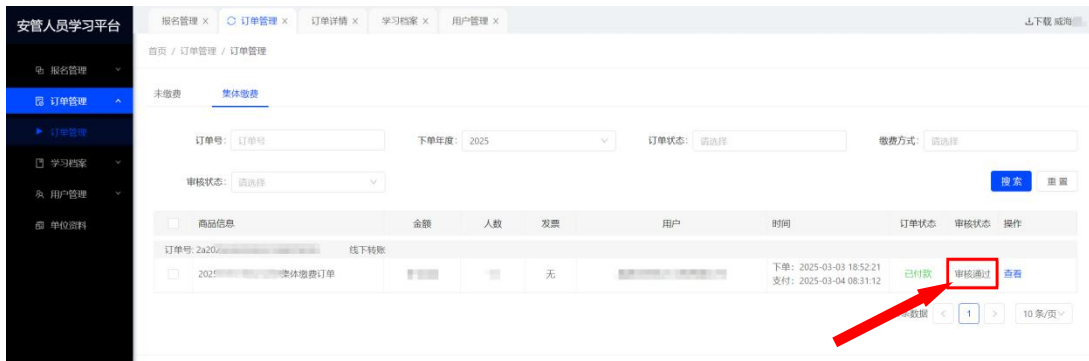 安管人员学习平台
报名管理 × 订单管理 × 订单详情 × 学习档案 × 用户管理 ×
下载 威海
首页 / 订单管理 / 订单管理
报名管理
订单管理
订单管理
学习档案
用户管理
单位资料
未缴费 集体缴费
订单号: 订单号 下单年度: 2025 订单状态: 请选择 缴费方式: 请选择
审核状态: 请选择 搜索 重置
商品信息 金额 人数 发票 用户 时间 订单状态 审核状态 操作
订单号: 2a202 线下转账
2025 集体缴费订单 无 下单: 2025-03-03 18:52:21 已付款 审核通过 查看
支付: 2025-03-04 08:31:12
数据 < 1 > 10 条/页